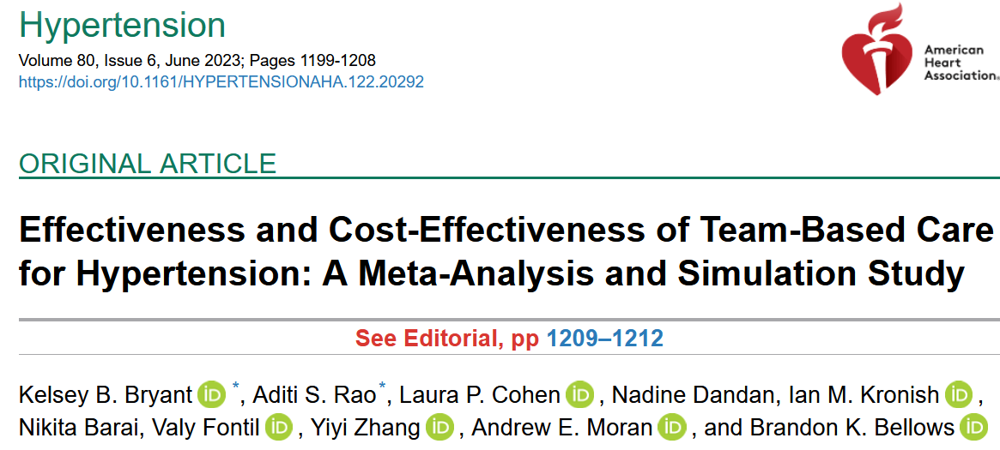 Hypertension
Volume 80, Issue 6, June 2023; Pages 1199-1208
https://doi.org/10.1161/HYPERTENSIONAHA.122.20292
American
Heart
Association®
ORIGINAL ARTICLE
Effectiveness and Cost-Effectiveness of Team-Based Care
for Hypertension: A Meta-Analysis and Simulation Study
See Editorial, pp 1209–1212
Kelsey B. Bryant iD *, Aditi S. Rao*, Laura P. Cohen iD , Nadine Dandan, Ian M. Kronish iD ,
Nikita Barai, Valy Fontil iD , Yiyi Zhang iD , Andrew E. Moran iD , and Brandon K. Bellows iD